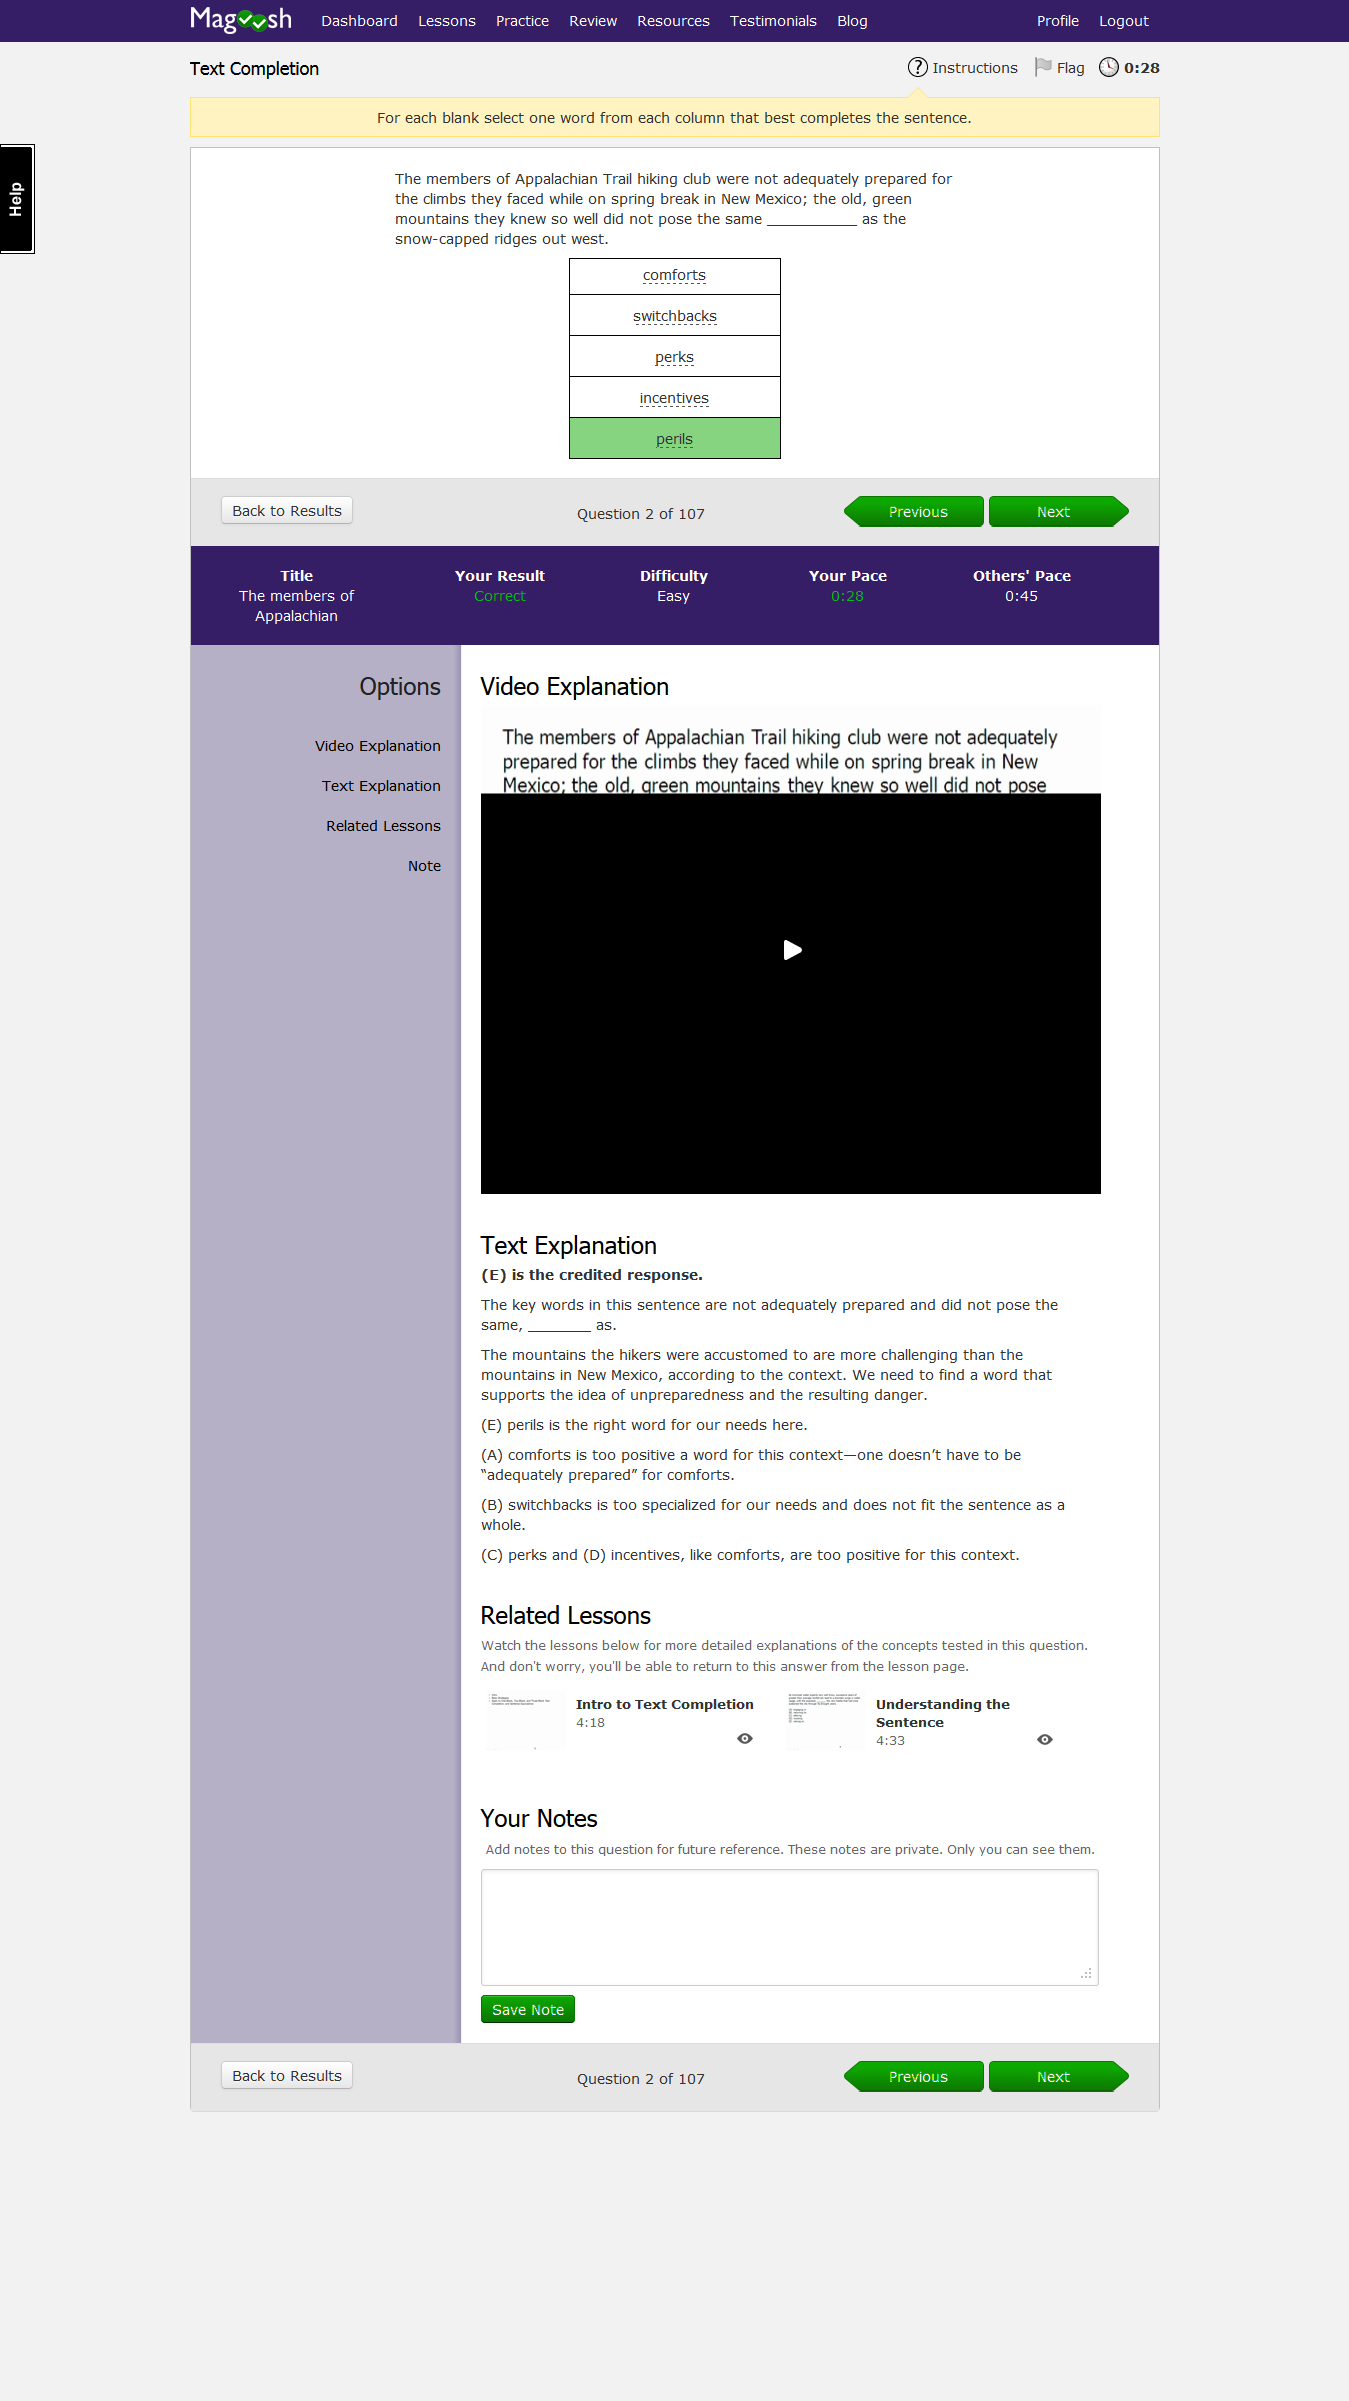 Magoosh Dashboard Lessons Practice Review Resources Testimonials Blog Profile Logout
Text Completion
Instructions Flag 0:28
For each blank select one word from each column that best completes the sentence.
Help
The members of Appalachian Trail hiking club were not adequately prepared for
the climbs they faced while on spring break in New Mexico; the old, green
mountains they knew so well did not pose the same __________ as the
snow-capped ridges out west.
comforts
switchbacks
perks
incentives
perils
Back to Results Question 2 of 107 Previous Next
Title Your Result Difficulty Your Pace Others' Pace
The members of Correct Easy 0:28 0:45
Appalachian
Options
Video Explanation
Text Explanation
Related Lessons
Note
Video Explanation
The members of Appalachian Trail hiking club were not adequately
prepared for the climbs they faced while on spring break in New
Mexico; the old, green mountains they knew so well did not pose
Text Explanation
(E) is the credited response.
The key words in this sentence are not adequately prepared and did not pose the
same, _______ as.
The mountains the hikers were accustomed to are more challenging than the
mountains in New Mexico, according to the context. We need to find a word that
supports the idea of unpreparedness and the resulting danger.
(E) perils is the right word for our needs here.
(A) comforts is too positive a word for this context—one doesn’t have to be
“adequately prepared” for comforts.
(B) switchbacks is too specialized for our needs and does not fit the sentence as a
whole.
(C) perks and (D) incentives, like comforts, are too positive for this context.
Related Lessons
Watch the lessons below for more detailed explanations of the concepts tested in this question.
And don't worry, you'll be able to return to this answer from the lesson page.
Intro to Text Completion
4:18
Understanding the
Sentence
4:33
Your Notes
Add notes to this question for future reference. These notes are private. Only you can see them.
Save Note
Back to Results Question 2 of 107 Previous Next